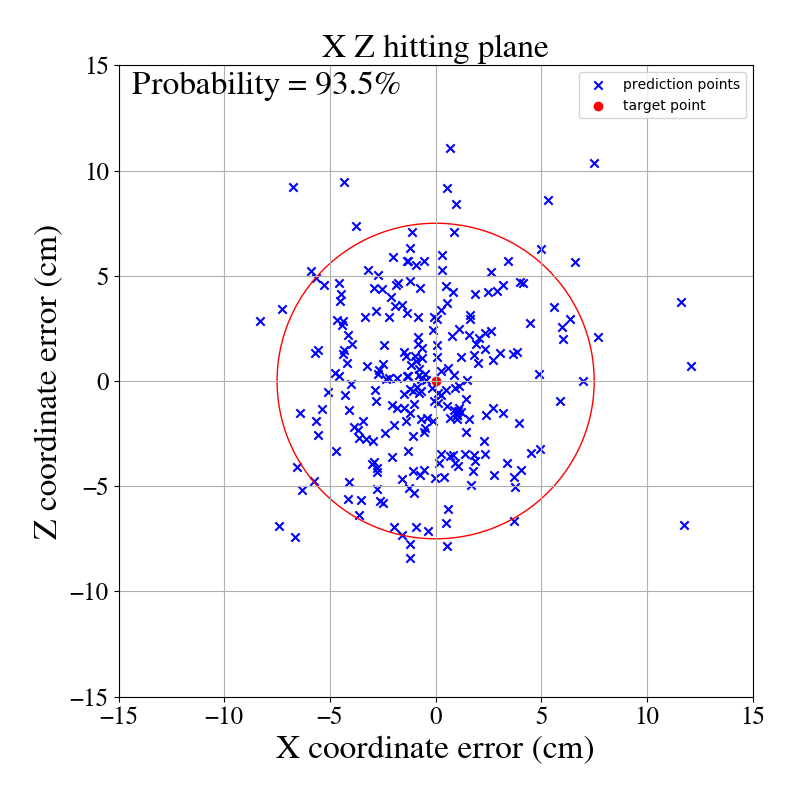 X Z hitting plane
Probability = 93.5%
prediction points
target point
15
10
5
0
−5
−10
−15
Z coordinate error (cm)
−15 −10 −5 0 5 10 15
X coordinate error (cm)